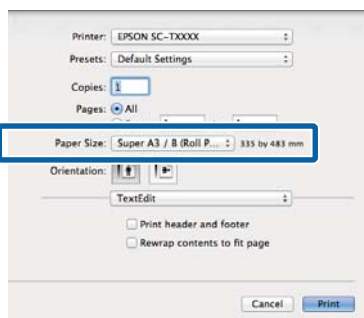 Printer: EPSON SC-TXXXX
Presets: Default Settings
Copies: 1
Pages: All
Paper Size: Super A3 / B (Roll P... 335 by 483 mm
Orientation:
TextEdit
Print header and footer
Rewrap contents to fit page
Cancel Print